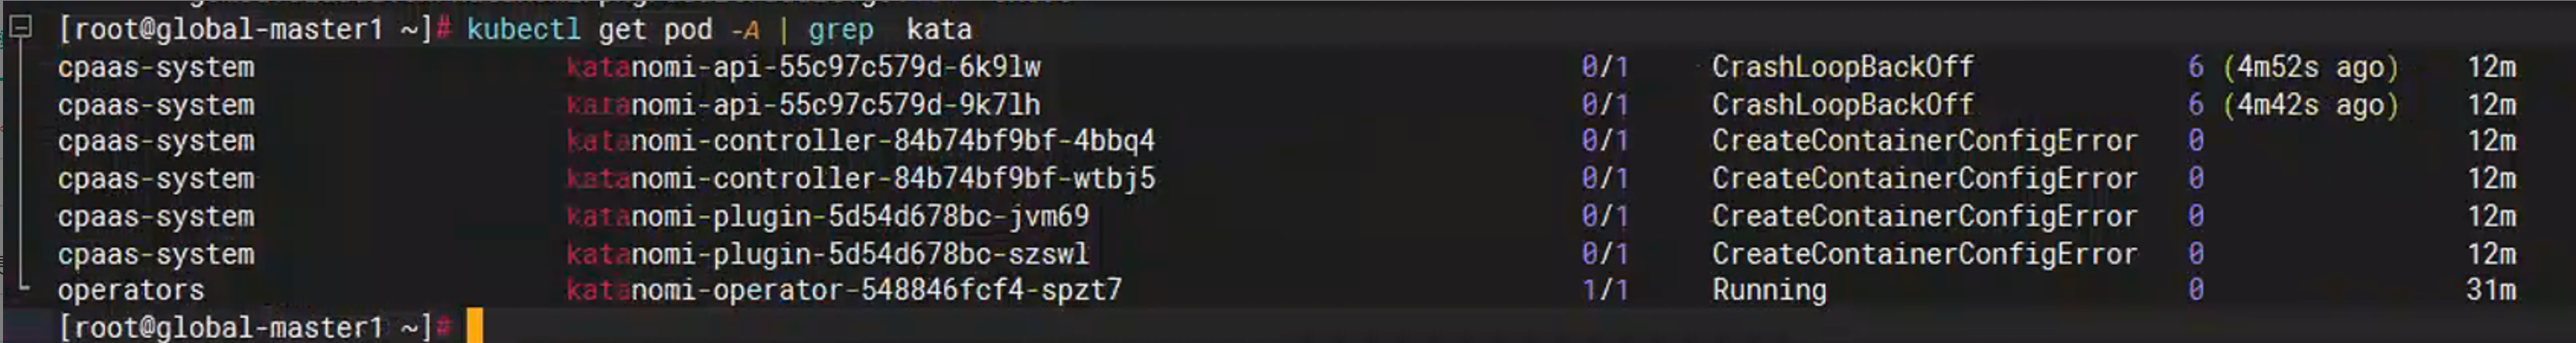 [root@global-master1 ~]# kubectl get pod -A | grep  kata
cpaas-system katanomi-api-55c97c579d-6k9lw 0/1 CrashLoopBackOff 6 (4m52s ago) 12m
cpaas-system katanomi-api-55c97c579d-9k7lh 0/1 CrashLoopBackOff 6 (4m42s ago) 12m
cpaas-system katanomi-controller-84b74bf9bf-4bbq4 0/1 CreateContainerConfigError 0 12m
cpaas-system katanomi-controller-84b74bf9bf-wtbj5 0/1 CreateContainerConfigError 0 12m
cpaas-system katanomi-plugin-5d54d678bc-jvm69 0/1 CreateContainerConfigError 0 12m
cpaas-system katanomi-plugin-5d54d678bc-szswl 0/1 CreateContainerConfigError 0 12m
operators katanomi-operator-548846fcf4-spzt7 1/1 Running 0 31m
[root@global-master1 ~]#